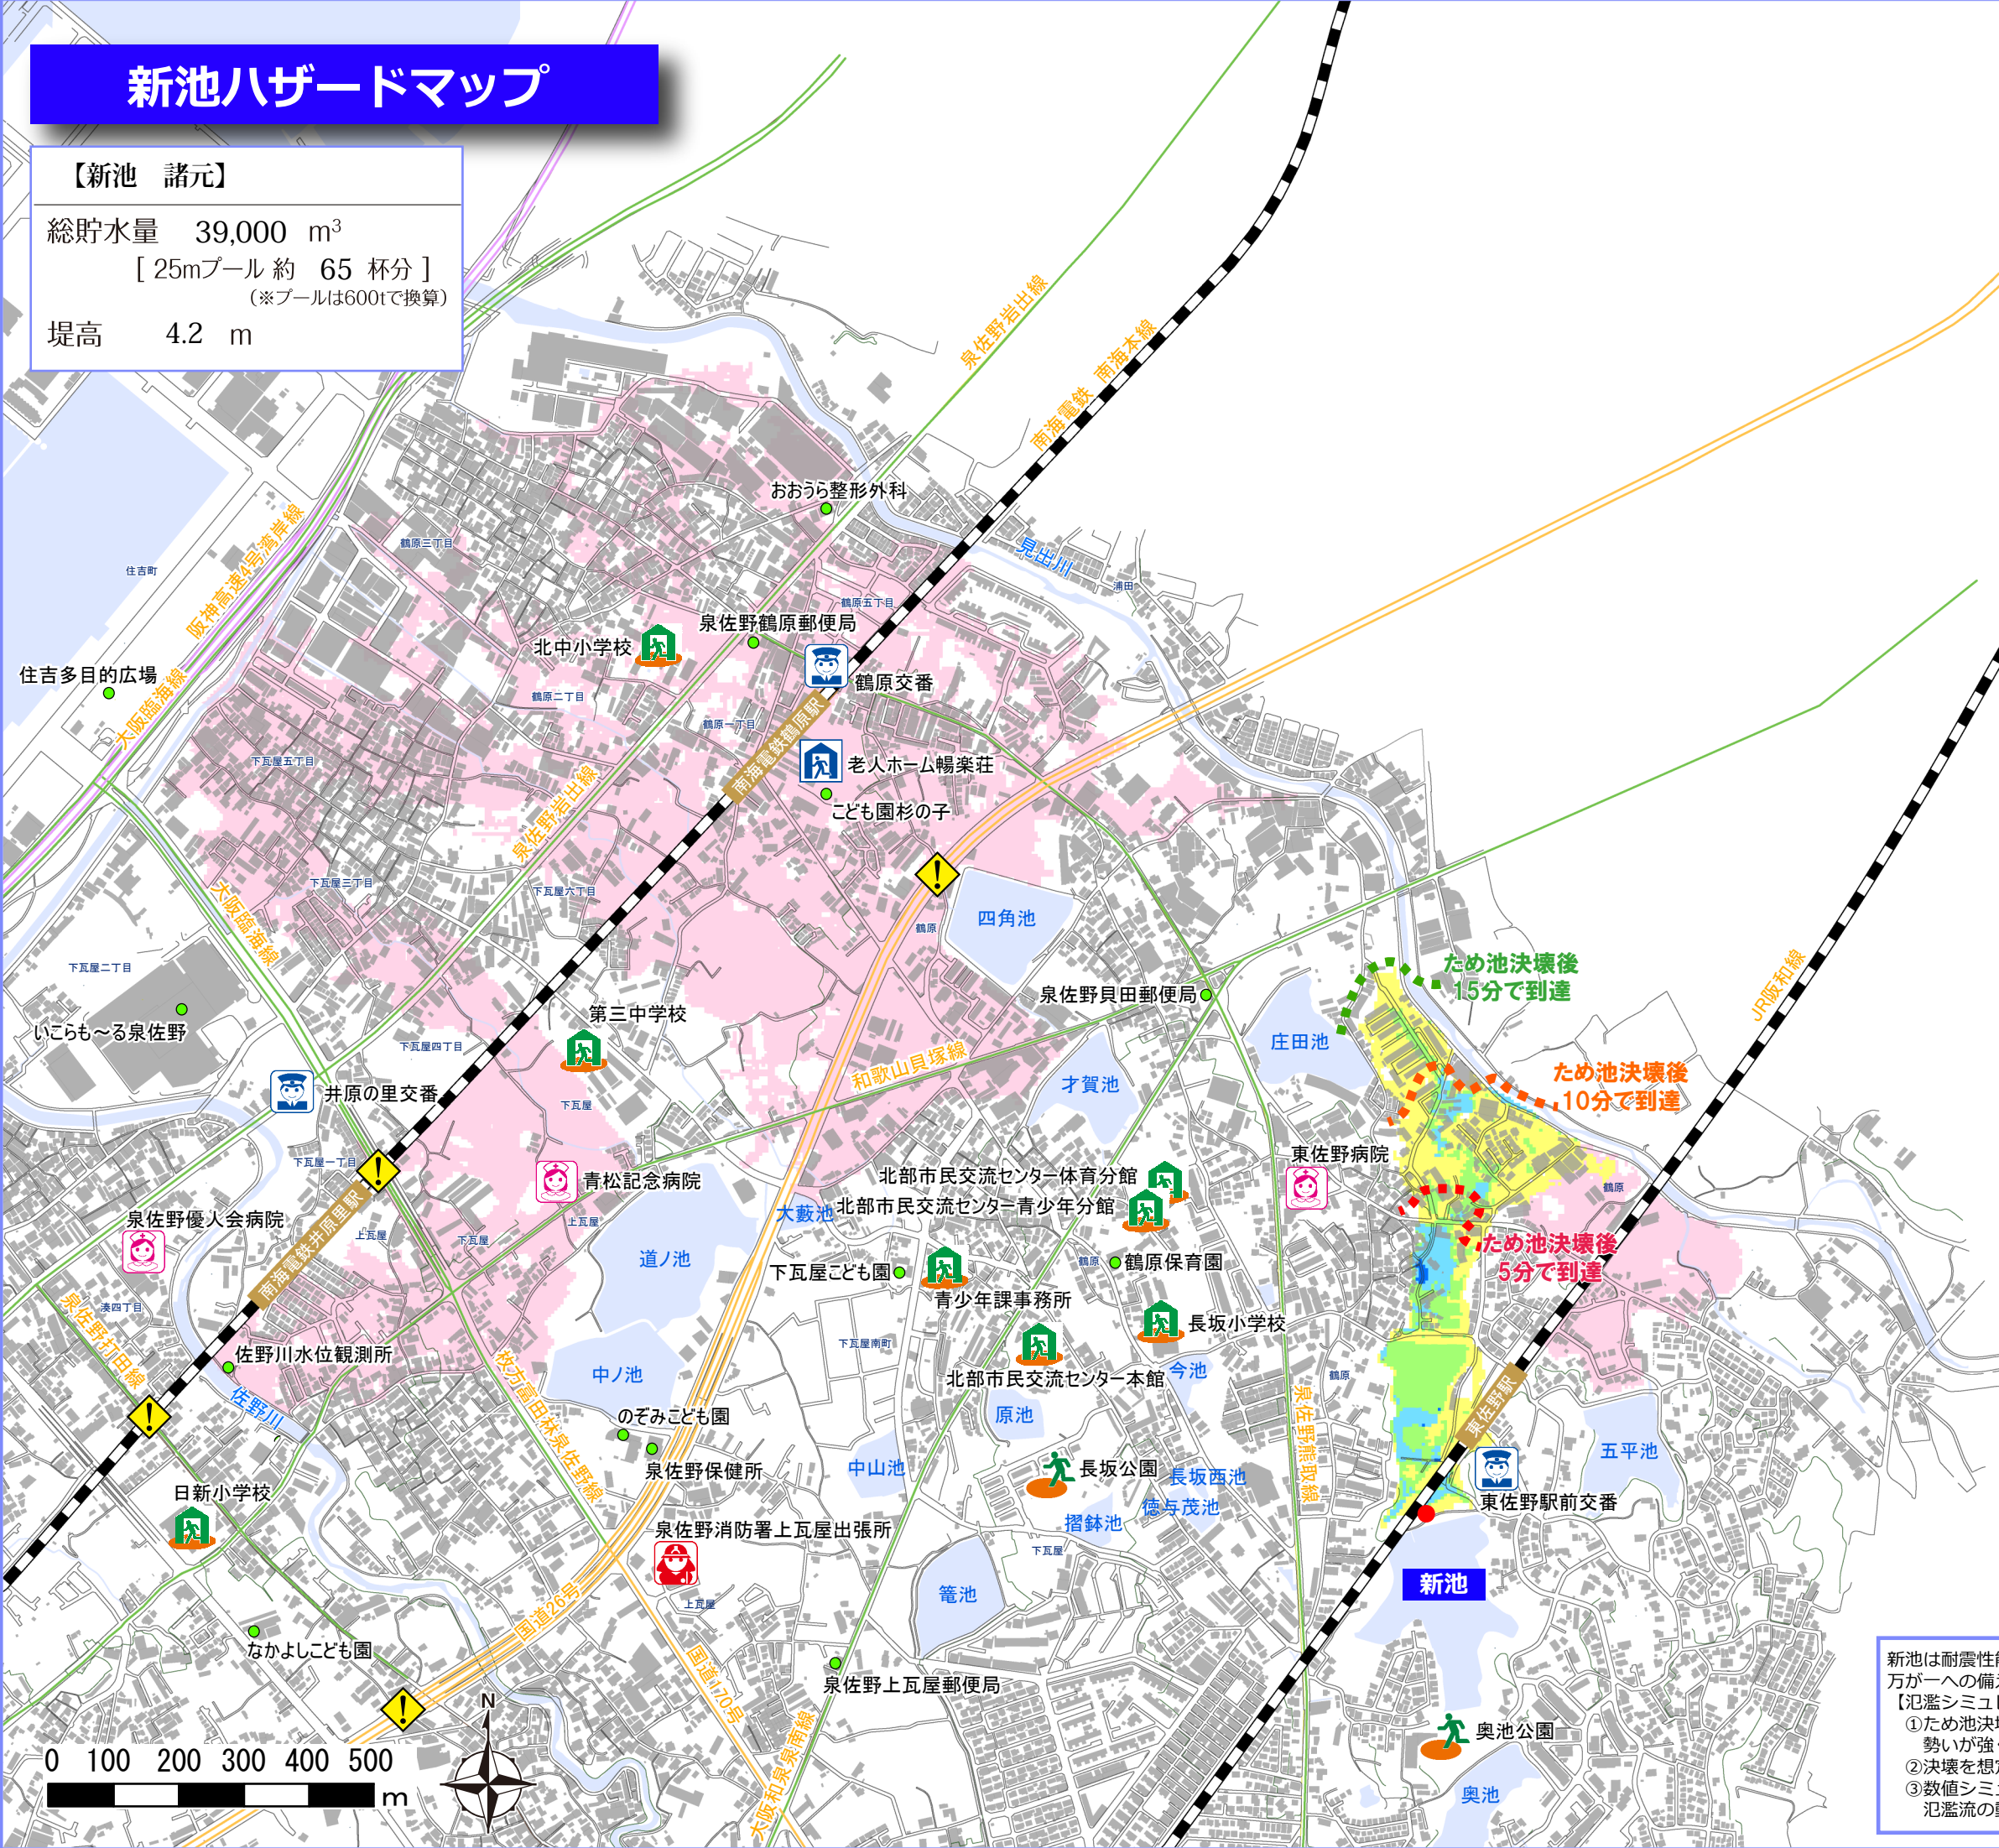 新池ハザードマップ
【新池　諸元】
総貯水量　39,000　m³
[ 25mプール 約　65 杯分 ]
(※プールは600tで換算)
堤高　4.2　m
泉佐野岩出線
南海電鉄　南海本線
おおうら整形外科
鶴原三丁目
見出川
住吉町
阪神高速4号湾岸線
浦田
鶴原五丁目
泉佐野鶴原郵便局
北中小学校
鶴原交番
住吉多目的広場
大阪臨海線
鶴原二丁目
鶴原一丁目
南海電鉄鶴原駅
下瓦屋五丁目
老人ホーム暢楽荘
こども園杉の子
泉佐野岩出線
下瓦屋三丁目
下瓦屋六丁目
大阪臨海線
四角池
鶴原
下瓦屋二丁目
ため池決壊後
15分で到達
JR阪和線
泉佐野貝田郵便局
第三中学校
いこらも～る泉佐野
下瓦屋四丁目
庄田池
和歌山貝塚線
才賀池
ため池決壊後
10分で到達
井原の里交番
下瓦屋
下瓦屋一丁目
東佐野病院
青松記念病院
北部市民交流センター体育分館
北部市民交流センター青少年分館
大藪池
鶴原
泉佐野優人会病院
上瓦屋
上瓦屋
下瓦屋
南海電鉄井原里駅
道ノ池
ため池決壊後
5分で到達
下瓦屋こども園
鶴原
鶴原保育園
青少年課事務所
湊四丁目
泉佐野打田線
長坂小学校
下瓦屋南町
佐野川水位観測所
中ノ池
北部市民交流センター本館
今池
鶴原
佐野川
枚方富田林泉佐野線
のぞみこども園
原池
泉佐野熊取線
東佐野駅
五平池
泉佐野保健所
中山池
長坂公園
長坂西池
日新小学校
徳与茂池
東佐野駅前交番
摺鉢池
泉佐野消防署上瓦屋出張所
下瓦屋
新池
篭池
国道26号
上瓦屋
なかよしこども園
国道170号
泉佐野上瓦屋郵便局
大阪和泉泉南線
奥池公園
奥池
N
0 100 200 300 400 500
m
新池は耐震性
万が一への備
【氾濫シミュ
①ため池決
勢いが強
②決壊を想
③数値シミ
氾濫流の